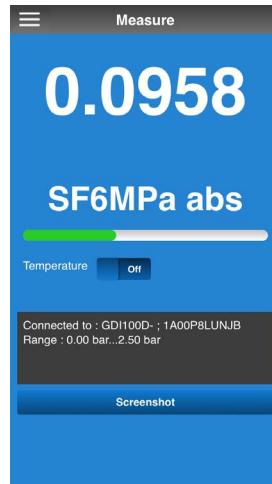 Measure
0.0958
SF6MPa abs
Temperature Off
Connected to : GDI100D- ; 1A00P8LUNJB
Range : 0.00 bar...2.50 bar
Screenshot